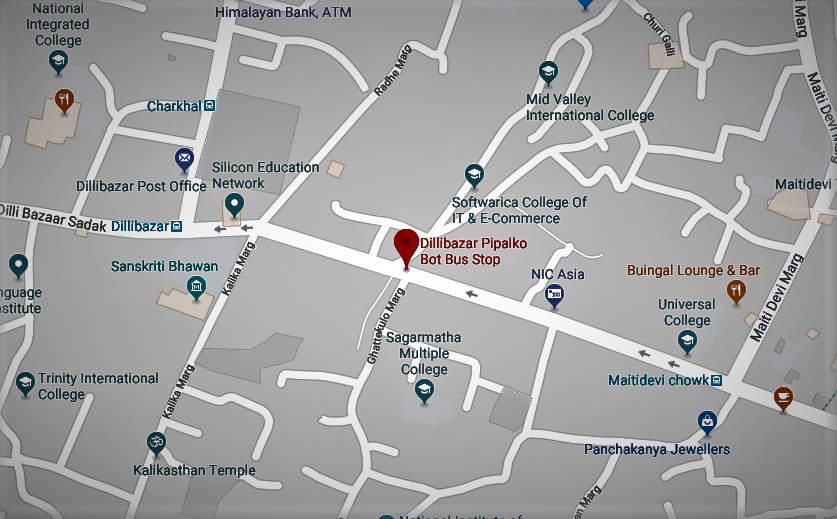 Himalayan Bank, ATM
National
Integrated
College
Churi Galli
Maiti Devi Marg
Radhe Marg
Charkhal
Mid Valley
International College
Silicon Education
Network
Dillibazar Post Office
Maitidevi
Softwarica College Of
IT & E-Commerce
Dilli Bazaar Sadak
Dillibazar
Dillibazar Pipalko
Bot Bus Stop
Sanskriti Bhawan
Kalika Marg
NIC Asia
Buingal Lounge & Bar
Maiti Devi Marg
Ghattekulo Marg
Universal
College
Sagarmatha
Multiple
College
Maitidevi chowk
Trinity International
College
Kalika Marg
Panchakanya Jewellers
Kalikasthan Temple
National Institute of